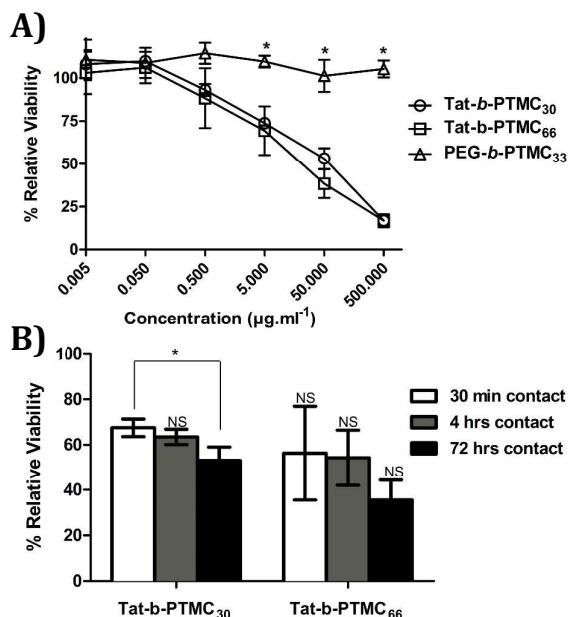 A)
% Relative Viability
100
75
50
25
0
* * *
Tat-b-PTMC30
Tat-b-PTMC66
PEG-b-PTMC33
0.005 0.050 0.500 5.000 50.000 500.000
Concentration (µg.ml-1)
B)
% Relative Viability
100
80
60
40
20
0
*
NS
NS
NS
NS
30 min contact
4 hrs contact
72 hrs contact
Tat-b-PTMC30 Tat-b-PTMC66